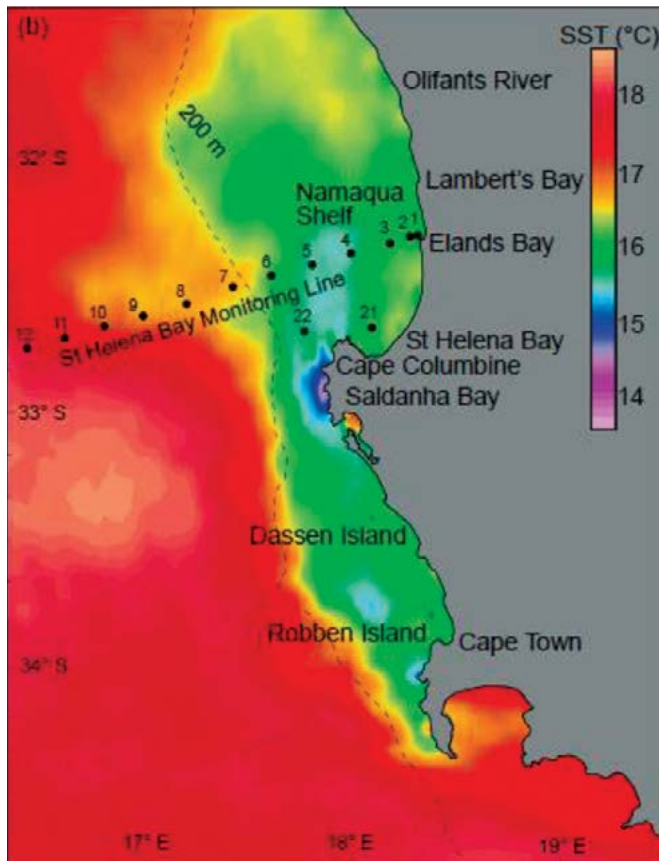 (b)
SST (°C)
18
17
16
15
14
Olifants River
200 m
32° S
Lambert's Bay
Namaqua
Shelf
1
2
3
4
5
6
7
8
9
10
11
12
Elands Bay
St Helena Bay Monitoring Line
22
21
St Helena Bay
Cape Columbine
Saldanha Bay
33° S
Dassen Island
Robben Island
Cape Town
34° S
17° E
18° E
19° E